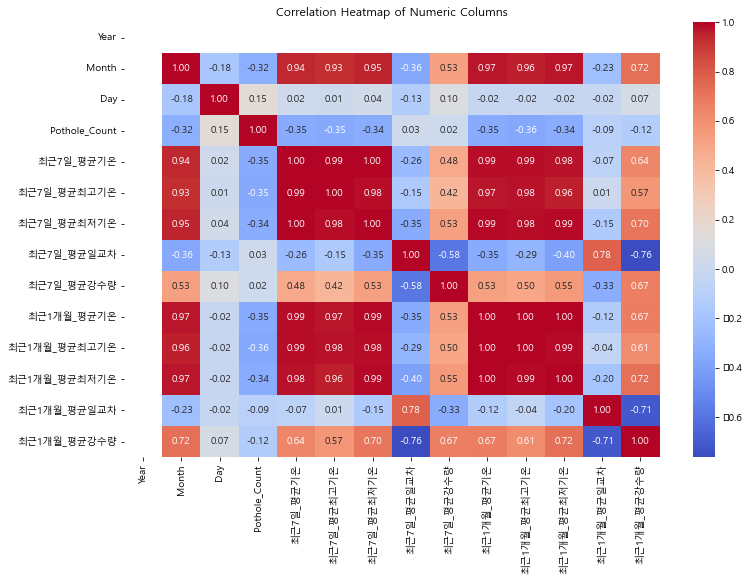 Correlation Heatmap of Numeric Columns
Year
Month 1.00 -0.18 -0.32 0.94 0.93 0.95 -0.36 0.53 0.97 0.96 0.97 -0.23 0.72
Day -0.18 1.00 0.15 0.02 0.01 0.04 -0.13 0.10 -0.02 -0.02 -0.02 -0.02 0.07
Pothole_Count -0.32 0.15 1.00 -0.35 -0.35 -0.34 0.03 0.02 -0.35 -0.36 -0.34 -0.09 -0.12
최근7일_평균기온 0.94 0.02 -0.35 1.00 0.99 1.00 -0.26 0.48 0.99 0.99 0.98 -0.07 0.64
최근7일_평균최고기온 0.93 0.01 -0.35 0.99 1.00 0.98 -0.15 0.42 0.97 0.98 0.96 0.01 0.57
최근7일_평균최저기온 0.95 0.04 -0.34 1.00 0.98 1.00 -0.35 0.53 0.99 0.98 0.99 -0.15 0.70
최근7일_평균일교차 -0.36 -0.13 0.03 -0.26 -0.15 -0.35 1.00 -0.58 -0.35 -0.29 -0.40 0.78 -0.76
최근7일_평균강수량 0.53 0.10 0.02 0.48 0.42 0.53 -0.58 1.00 0.53 0.50 0.55 -0.33 0.67
최근1개월_평균기온 0.97 -0.02 -0.35 0.99 0.97 0.99 -0.35 0.53 1.00 1.00 1.00 -0.12 0.67
최근1개월_평균최고기온 0.96 -0.02 -0.36 0.99 0.98 0.98 -0.29 0.50 1.00 1.00 0.99 -0.04 0.61
최근1개월_평균최저기온 0.97 -0.02 -0.34 0.98 0.96 0.99 -0.40 0.55 1.00 0.99 1.00 -0.20 0.72
최근1개월_평균일교차 -0.23 -0.02 -0.09 -0.07 0.01 -0.15 0.78 -0.33 -0.12 -0.04 -0.20 1.00 -0.71
최근1개월_평균강수량 0.72 0.07 -0.12 0.64 0.57 0.70 -0.76 0.67 0.67 0.61 0.72 -0.71 1.00
Year
Month
Day
Pothole_Count
최근7일_평균기온
최근7일_평균최고기온
최근7일_평균최저기온
최근7일_평균일교차
최근7일_평균강수량
최근1개월_평균기온
최근1개월_평균최고기온
최근1개월_평균최저기온
최근1개월_평균일교차
최근1개월_평균강수량
1.0
0.8
0.6
0.4
0.2
0.0
□0.2
□0.4
□0.6